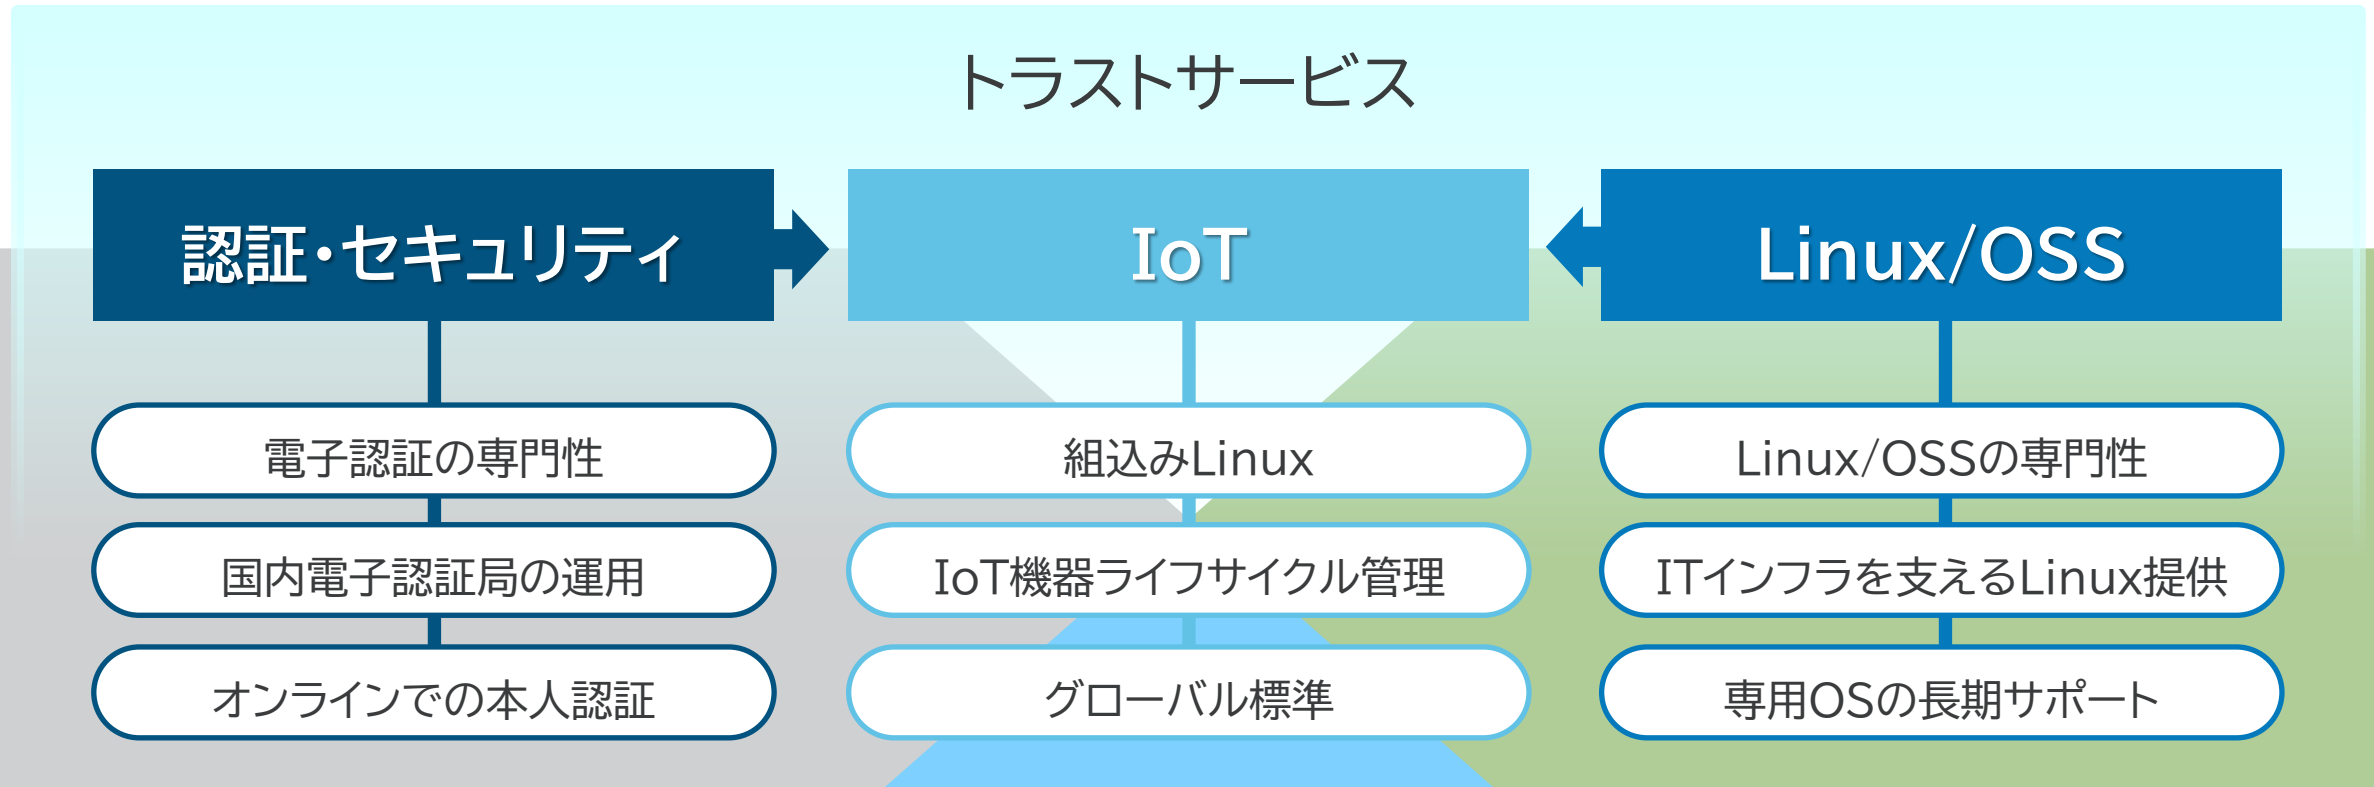 トラストサービス
認証・セキュリティ
電子認証の専門性
国内電子認証局の運用
オンラインでの本人認証
IoT
組込みLinux
IoT機器ライフサイクル管理
グローバル標準
Linux/OSS
Linux/OSSの専門性
ITインフラを支えるLinux提供
専用OSの長期サポート